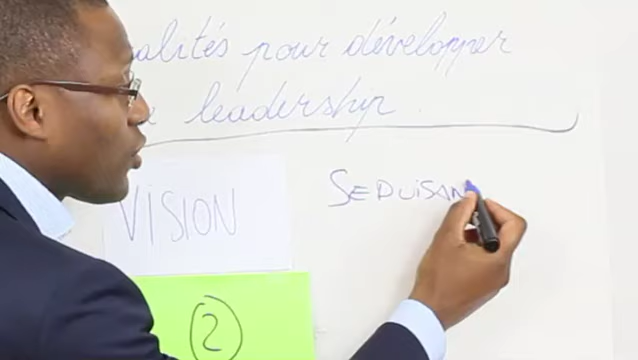 alités pour développer
leadership
VISION
SEDUISAN
2